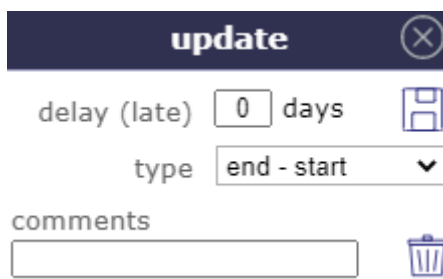 update
delay (late) 0 days
type end - start
comments